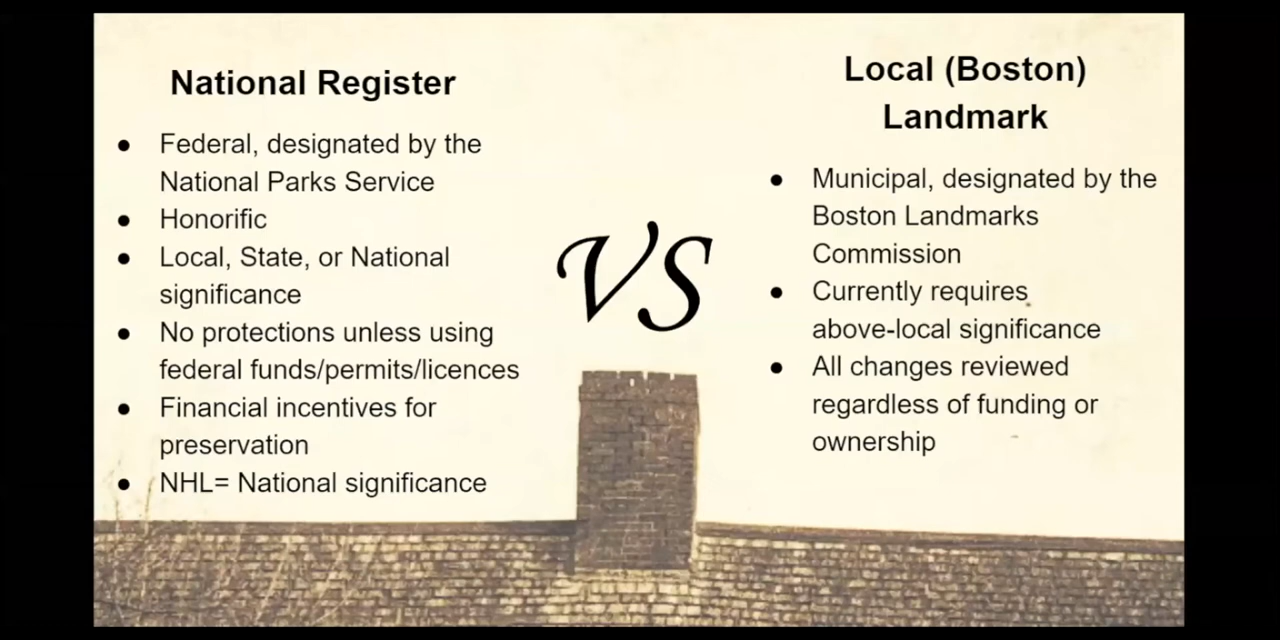 National Register
● Federal, designated by the
National Parks Service
● Honorific
● Local, State, or National
significance
● No protections unless using
federal funds/permits/licences
● Financial incentives for
preservation
● NHL= National significance
VS
Local (Boston)
Landmark
● Municipal, designated by the
Boston Landmarks
Commission
● Currently requires
above-local significance
● All changes reviewed
regardless of funding or
ownership